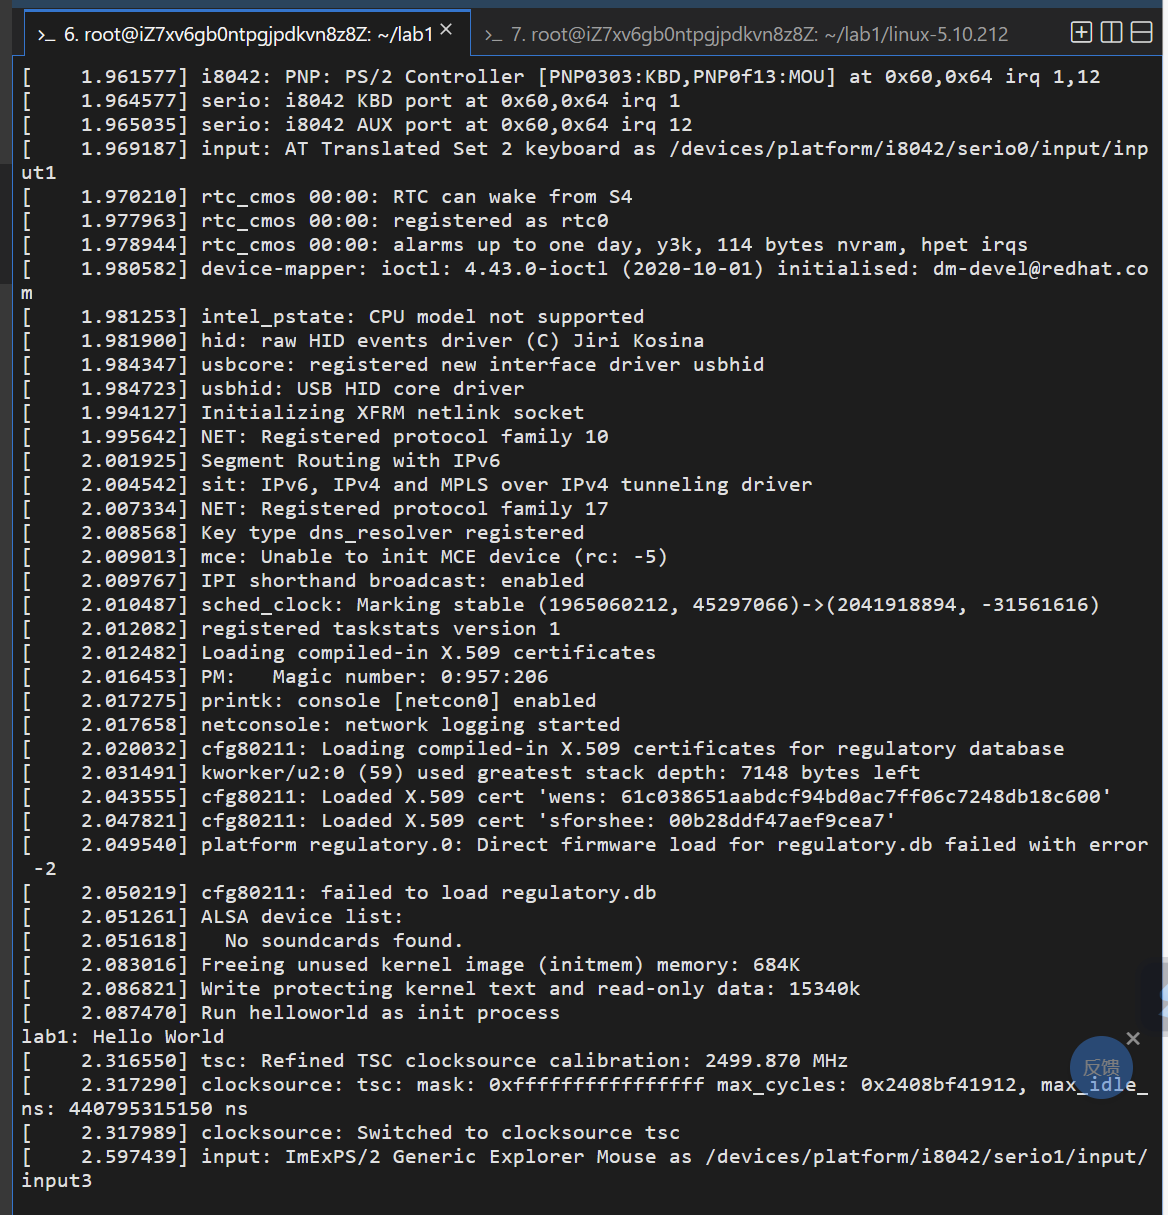 >_ 6. root@iZ7xv6gb0ntpgjpdkvn8z8Z: ~/lab1 ×
>_ 7. root@iZ7xv6gb0ntpgjpdkvn8z8Z: ~/lab1/linux-5.10.212
[    1.961577] i8042: PNP: PS/2 Controller [PNP0303:KBD,PNP0f13:MOU] at 0x60,0x64 irq 1,12
[    1.964577] serio: i8042 KBD port at 0x60,0x64 irq 1
[    1.965035] serio: i8042 AUX port at 0x60,0x64 irq 12
[    1.969187] input: AT Translated Set 2 keyboard as /devices/platform/i8042/serio0/input/inp
ut1
[    1.970210] rtc_cmos 00:00: RTC can wake from S4
[    1.977963] rtc_cmos 00:00: registered as rtc0
[    1.978944] rtc_cmos 00:00: alarms up to one day, y3k, 114 bytes nvram, hpet irqs
[    1.980582] device-mapper: ioctl: 4.43.0-ioctl (2020-10-01) initialised: dm-devel@redhat.co
m
[    1.981253] intel_pstate: CPU model not supported
[    1.981900] hid: raw HID events driver (C) Jiri Kosina
[    1.984347] usbcore: registered new interface driver usbhid
[    1.984723] usbhid: USB HID core driver
[    1.994127] Initializing XFRM netlink socket
[    1.995642] NET: Registered protocol family 10
[    2.001925] Segment Routing with IPv6
[    2.004542] sit: IPv6, IPv4 and MPLS over IPv4 tunneling driver
[    2.007334] NET: Registered protocol family 17
[    2.008568] Key type dns_resolver registered
[    2.009013] mce: Unable to init MCE device (rc: -5)
[    2.009767] IPI shorthand broadcast: enabled
[    2.010487] sched_clock: Marking stable (1965060212, 45297066)->(2041918894, -31561616)
[    2.012082] registered taskstats version 1
[    2.012482] Loading compiled-in X.509 certificates
[    2.016453] PM:   Magic number: 0:957:206
[    2.017275] printk: console [netcon0] enabled
[    2.017658] netconsole: network logging started
[    2.020032] cfg80211: Loading compiled-in X.509 certificates for regulatory database
[    2.031491] kworker/u2:0 (59) used greatest stack depth: 7148 bytes left
[    2.043555] cfg80211: Loaded X.509 cert 'wens: 61c038651aabdcf94bd0ac7ff06c7248db18c600'
[    2.047821] cfg80211: Loaded X.509 cert 'sforshee: 00b28ddf47aef9cea7'
[    2.049540] platform regulatory.0: Direct firmware load for regulatory.db failed with error
 -2
[    2.050219] cfg80211: failed to load regulatory.db
[    2.051261] ALSA device list:
[    2.051618]   No soundcards found.
[    2.083016] Freeing unused kernel image (initmem) memory: 684K
[    2.086821] Write protecting kernel text and read-only data: 15340k
[    2.087470] Run helloworld as init process
lab1: Hello World
[    2.316550] tsc: Refined TSC clocksource calibration: 2499.870 MHz
反馈
[    2.317290] clocksource: tsc: mask: 0xffffffffffffffff max_cycles: 0x2408bf41912, max_idle_
ns: 440795315150 ns
[    2.317989] clocksource: Switched to clocksource tsc
[    2.597439] input: ImExPS/2 Generic Explorer Mouse as /devices/platform/i8042/serio1/input/
input3